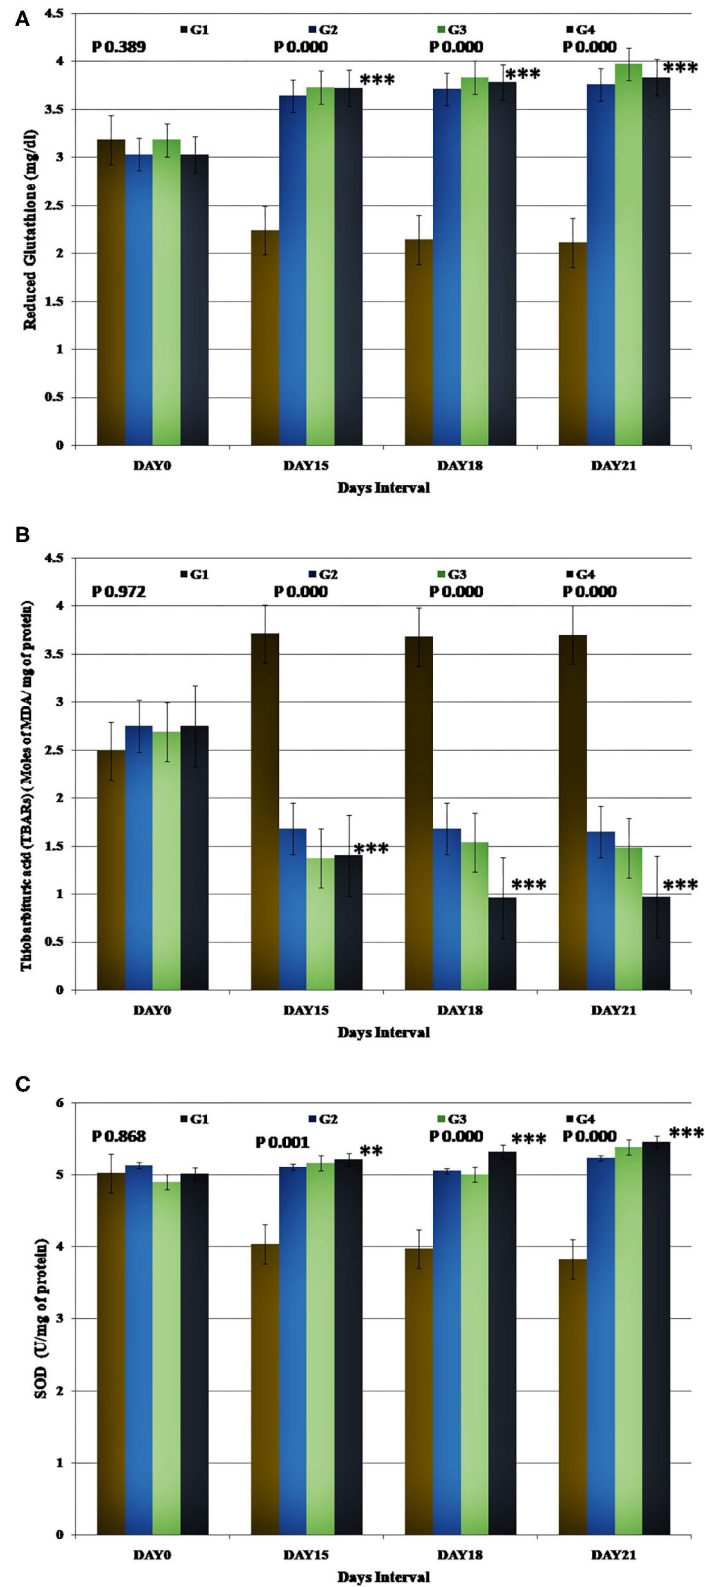 A
G1 G2 G3 G4
P 0.389 P 0.000 P 0.000 P 0.000
*** *** ***
Reduced Glutathione (mg/dl)
4.5
4
3.5
3
2.5
2
1.5
1
0.5
0
DAY0 DAY15 DAY18 DAY21
Days Interval
B
G1 G2 G3 G4
P 0.972 P 0.000 P 0.000 P 0.000
*** *** ***
Thiobarbituric acid (TBARs) ( Moles of MDA/ mg of protein)
4.5
4
3.5
3
2.5
2
1.5
1
0.5
0
DAY0 DAY15 DAY18 DAY21
Days Interval
C
G1 G2 G3 G4
P 0.868 P 0.001 P 0.000 P 0.000
** *** ***
SOD (U/mg of protein)
6
5
4
3
2
1
0
DAY0 DAY15 DAY18 DAY21
Days Interval